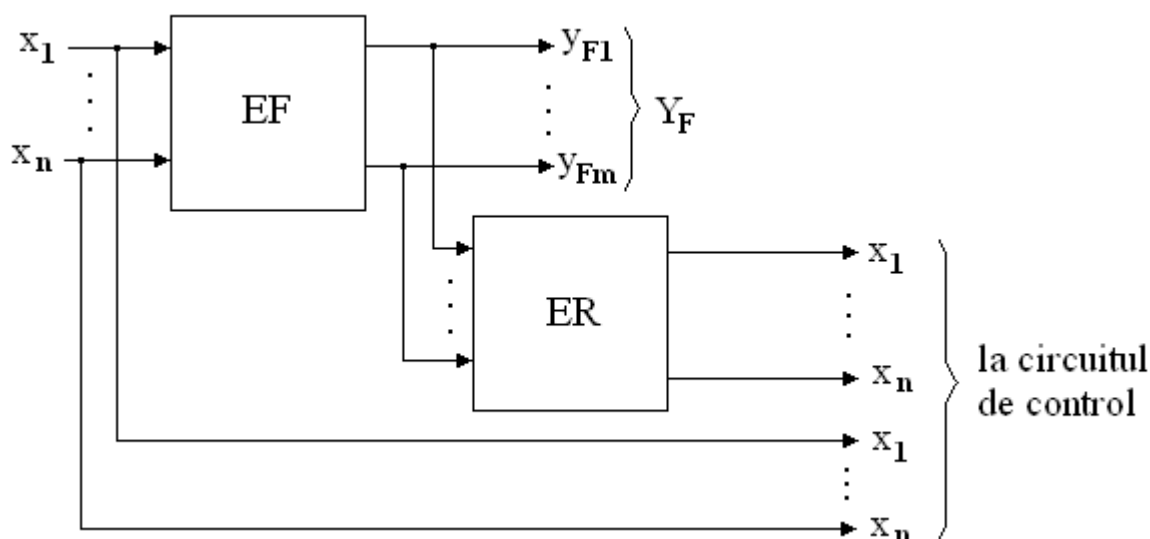 x1
xn
EF
yF1
yFm
YF
ER
x1
xn
x1
xn
la circuitul
de control